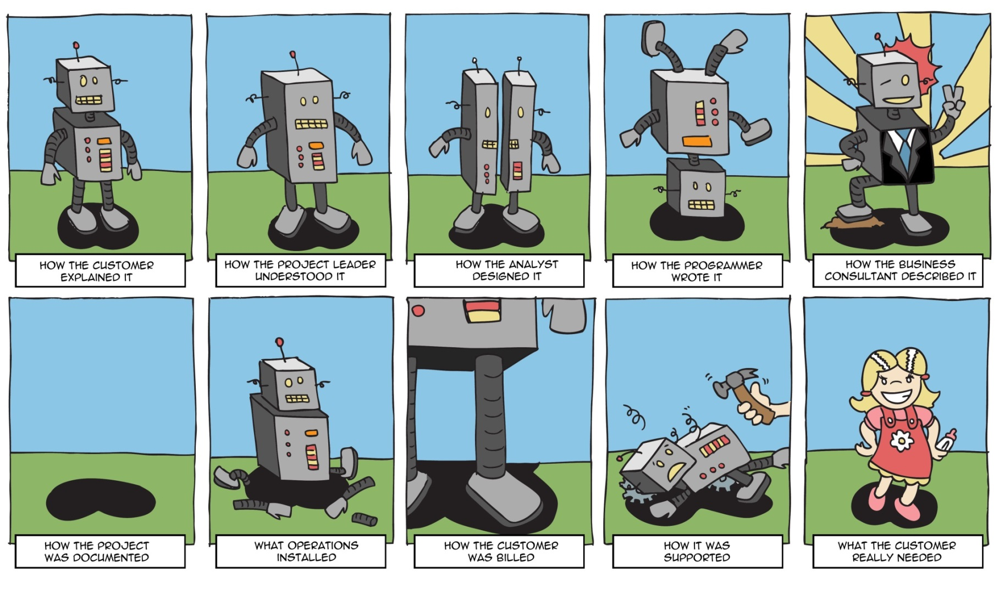 HOW THE CUSTOMER
EXPLAINED IT
HOW THE PROJECT LEADER
UNDERSTOOD IT
HOW THE ANALYST
DESIGNED IT
HOW THE PROGRAMMER
WROTE IT
HOW THE BUSINESS
CONSULTANT DESCRIBED IT
HOW THE PROJECT
WAS DOCUMENTED
WHAT OPERATIONS
INSTALLED
HOW THE CUSTOMER
WAS BILLED
HOW IT WAS
SUPPORTED
WHAT THE CUSTOMER
REALLY NEEDED